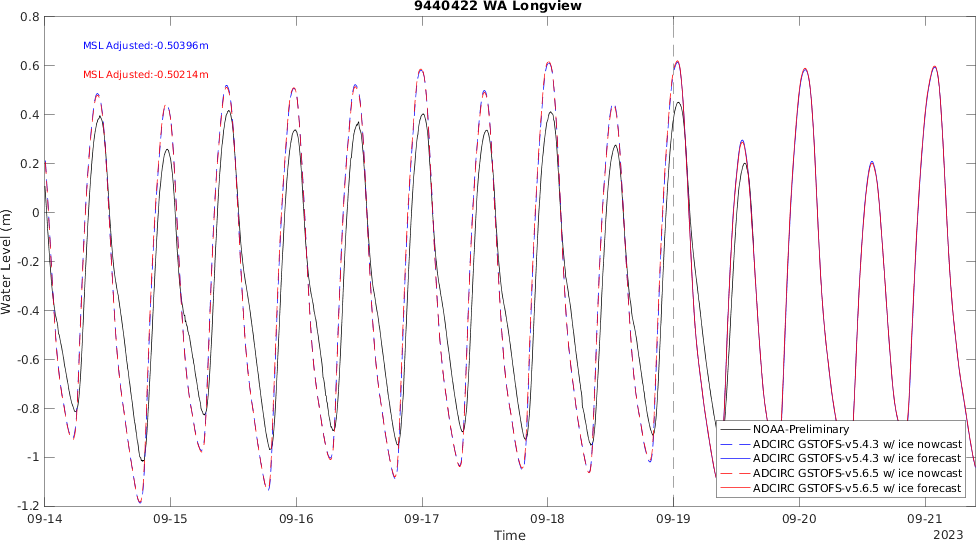 9440422 WA Longview
0.8
0.6
0.4
0.2
0
-0.2
-0.4
-0.6
-0.8
-1
-1.2
Water Level (m)
MSL Adjusted:-0.50396m
MSL Adjusted:-0.50214m
NOAA-Preliminary
ADCIRC GSTOFS-v5.4.3 w/ ice nowcast
ADCIRC GSTOFS-v5.4.3 w/ ice forecast
ADCIRC GSTOFS-v5.6.5 w/ ice nowcast
ADCIRC GSTOFS-v5.6.5 w/ ice forecast
09-14 09-15 09-16 09-17 09-18 09-19 09-20 09-21
Time
2023